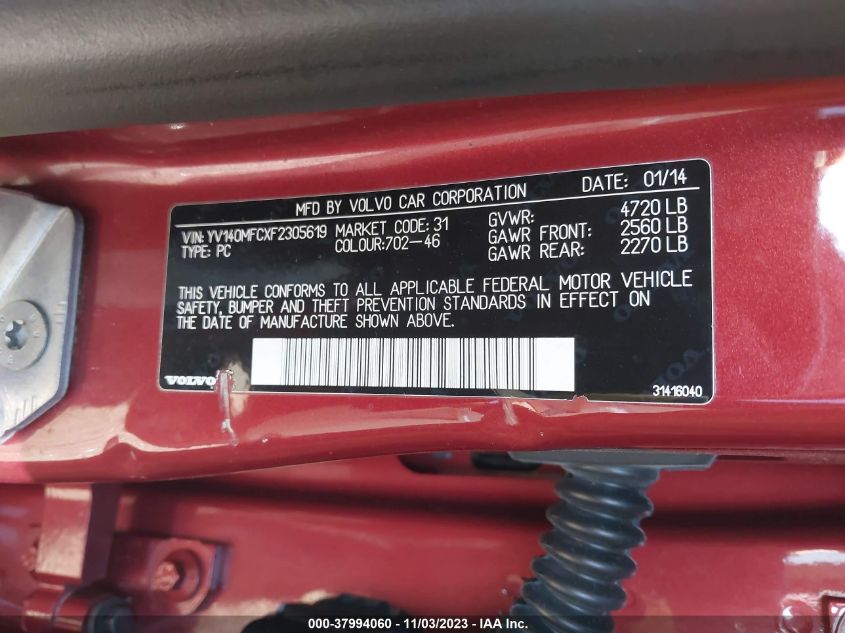 MFD BY VOLVO CAR CORPORATION DATE: 01/14
VIN: YV140MFCXF2305619 MARKET CODE: 31 GVWR: 4720 LB
TYPE: PC COLOUR:702-46 GAWR FRONT: 2560 LB
GAWR REAR: 2270 LB
THIS VEHICLE CONFORMS TO ALL APPLICABLE FEDERAL MOTOR VEHICLE
SAFETY, BUMPER AND THEFT PREVENTION STANDARDS IN EFFECT ON
THE DATE OF MANUFACTURE SHOWN ABOVE.
VOLVO 31416040
000-37994060 - 11/03/2023 - IAA Inc.